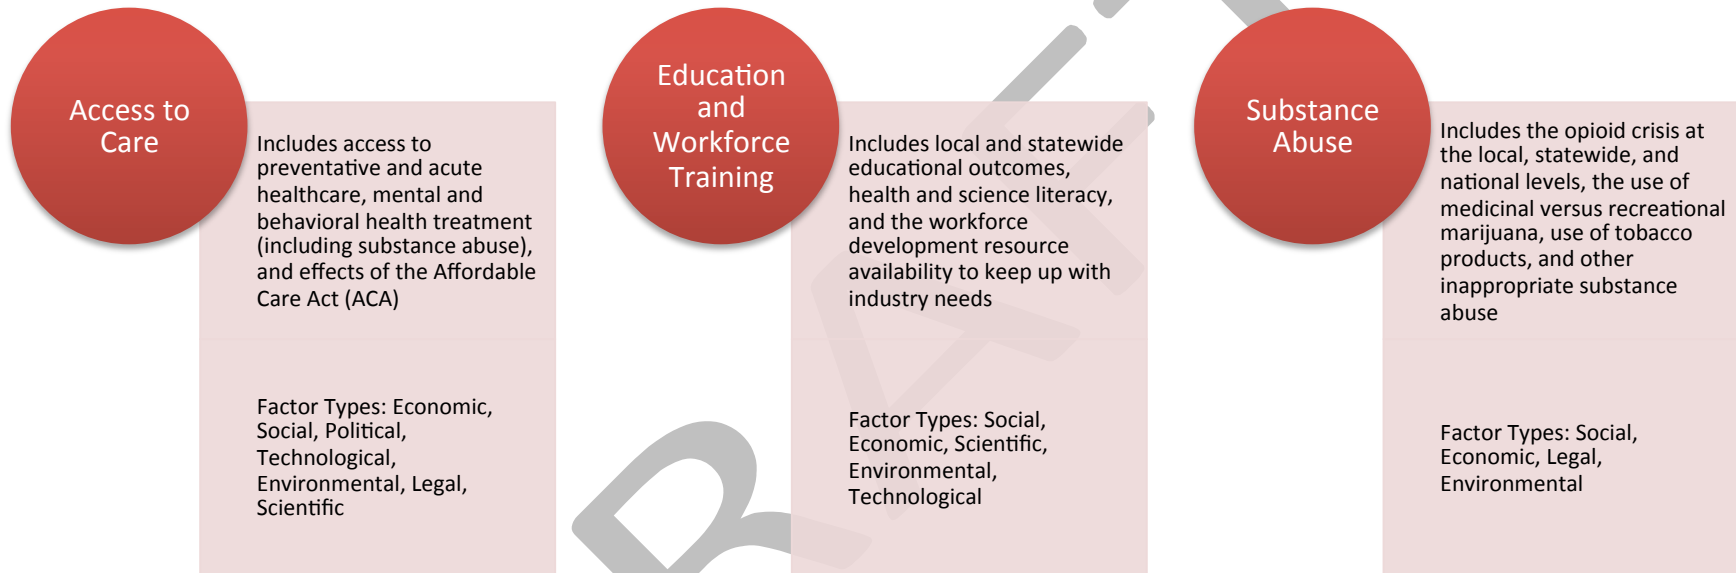 Access to
Care
Includes access to
preventative and acute
healthcare, mental and
behavioral health treatment
(including substance abuse),
and effects of the Affordable
Care Act (ACA)
Factor Types: Economic,
Social, Political,
Technological,
Environmental, Legal,
Scientific
Education
and
Workforce
Training
Includes local and statewide
educational outcomes,
health and science literacy,
and the workforce
development resource
availability to keep up with
industry needs
Factor Types: Social,
Economic, Scientific,
Environmental,
Technological
Substance
Abuse
Includes the opioid crisis at
the local, statewide, and
national levels, the use of
medicinal versus recreational
marijuana, use of tobacco
products, and other
inappropriate substance
abuse
Factor Types: Social,
Economic, Legal,
Environmental